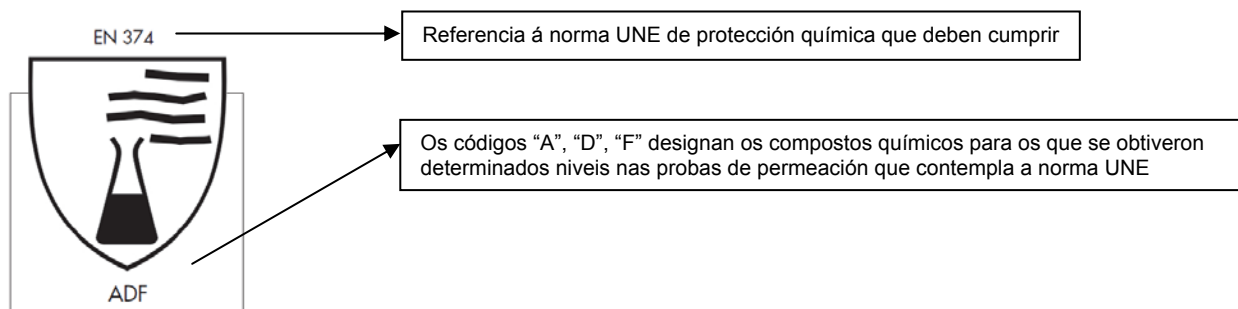 EN 374
Referencia á norma UNE de protección química que deben cumprir
Os códigos “A”, “D”, “F” designan os compostos químicos para os que se obtiveron
determinados niveis nas probas de permeación que contempla a norma UNE
ADF